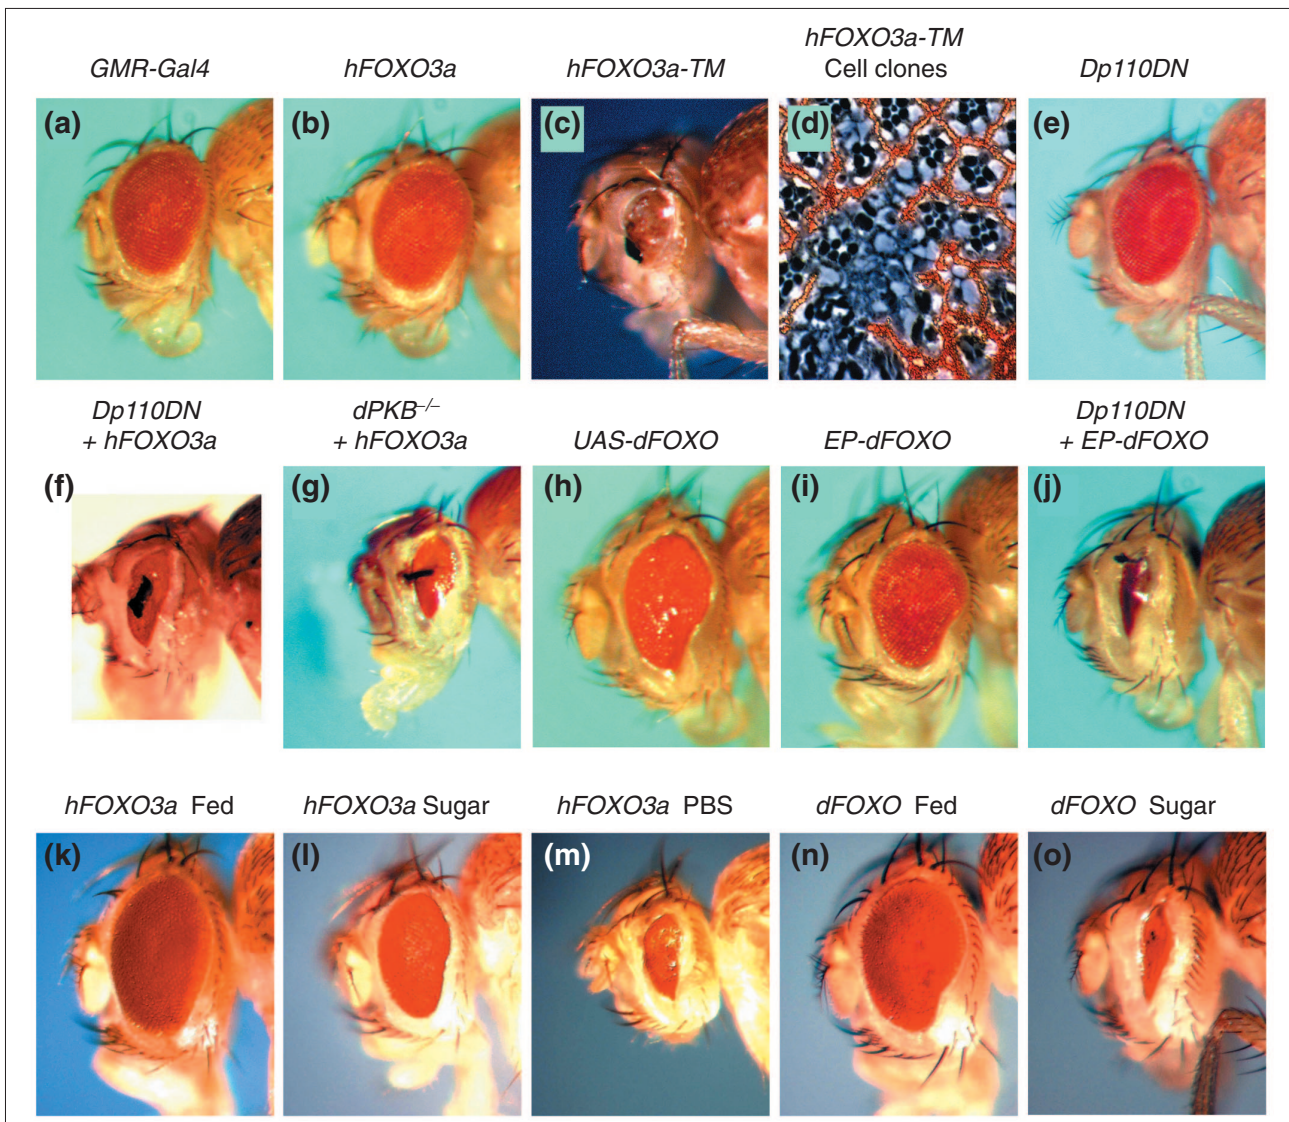 GMR-Gal4
hFOXO3a
hFOXO3a-TM
hFOXO3a-TM
Cell clones
Dp110DN
(a)
(b)
(c)
(d)
(e)
Dp110DN
+ hFOXO3a
dPKB–/–
+ hFOXO3a
UAS-dFOXO
EP-dFOXO
Dp110DN
+ EP-dFOXO
(f)
(g)
(h)
(i)
(j)
hFOXO3a Fed
hFOXO3a Sugar
hFOXO3a PBS
dFOXO Fed
dFOXO Sugar
(k)
(l)
(m)
(n)
(o)